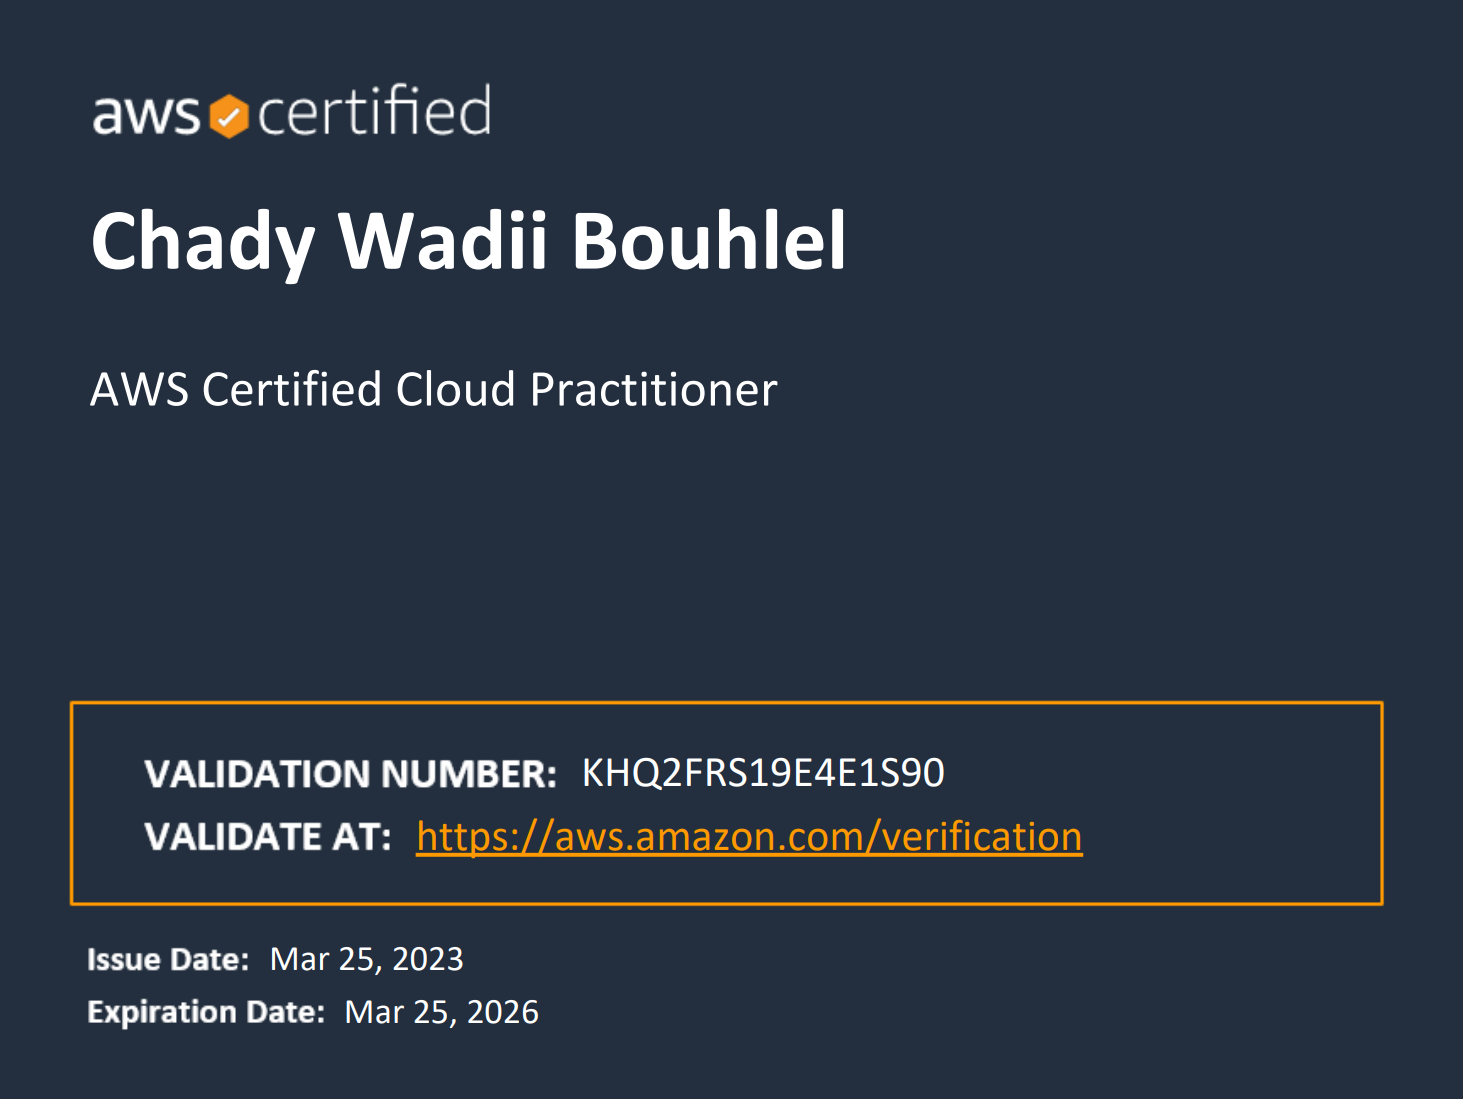 aws certified
Chady Wadii Bouhlel
AWS Certified Cloud Practitioner
VALIDATION NUMBER: KHQ2FRS19E4E1S90
VALIDATE AT: https://aws.amazon.com/verification
Issue Date: Mar 25, 2023
Expiration Date: Mar 25, 2026